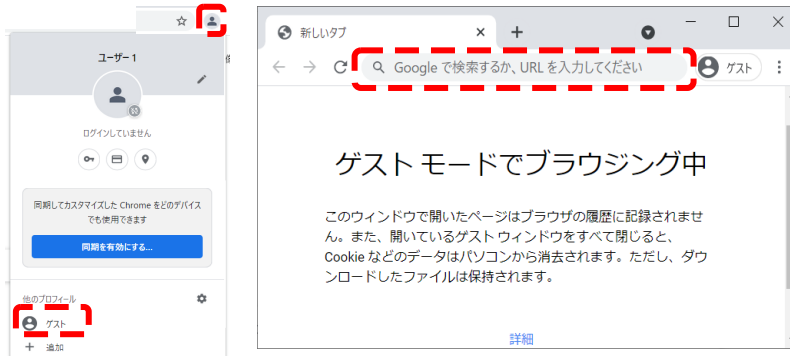 ユーザー 1
ログインしていません
同期してカスタマイズした Chrome をどのデバイス
でも使用できます
同期を有効にする...
他のプロフィール
ゲスト
追加
新しいタブ
Google で検索するか、URL を入力してください
ゲスト
ゲスト モードでブラウジング中
このウィンドウで開いたページはブラウザの履歴に記録されませ
ん。また、開いているゲスト ウィンドウをすべて閉じると、
Cookie などのデータはパソコンから消去されます。ただし、ダウ
ンロードしたファイルは保持されます。
詳細